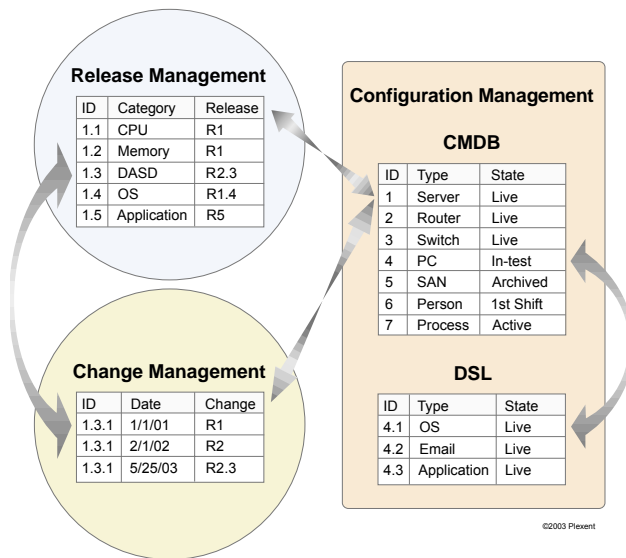 Release Management
ID Category Release
1.1 CPU R1
1.2 Memory R1
1.3 DASD R2.3
1.4 OS R1.4
1.5 Application R5
Change Management
ID Date Change
1.3.1 1/1/01 R1
1.3.1 2/1/02 R2
1.3.1 5/25/03 R2.3
Configuration Management
CMDB
ID Type State
1 Server Live
2 Router Live
3 Switch Live
4 PC In-test
5 SAN Archived
6 Person 1st Shift
7 Process Active
DSL
ID Type State
4.1 OS Live
4.2 Email Live
4.3 Application Live
©2003 Plexent